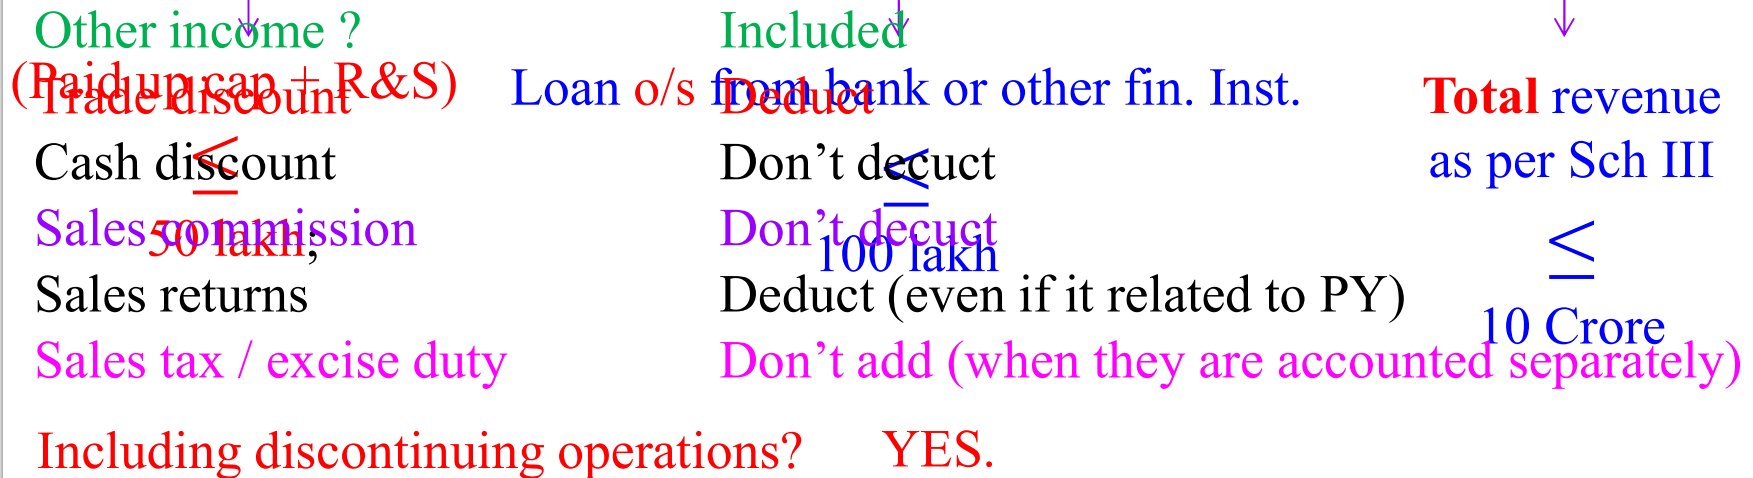 Other income ? Included
(Paid up cap + R&S) Loan o/s from bank or other fin. Inst. Total revenue
Trade discount Deduct
Cash discount Don’t decuct as per Sch III
≤ ≤
Sales commission Don’t decuct ≤
50 lakh; 100 lakh
Sales returns Deduct (even if it related to PY)
10 Crore
Sales tax / excise duty Don’t add (when they are accounted separately)
Including discontinuing operations? YES.